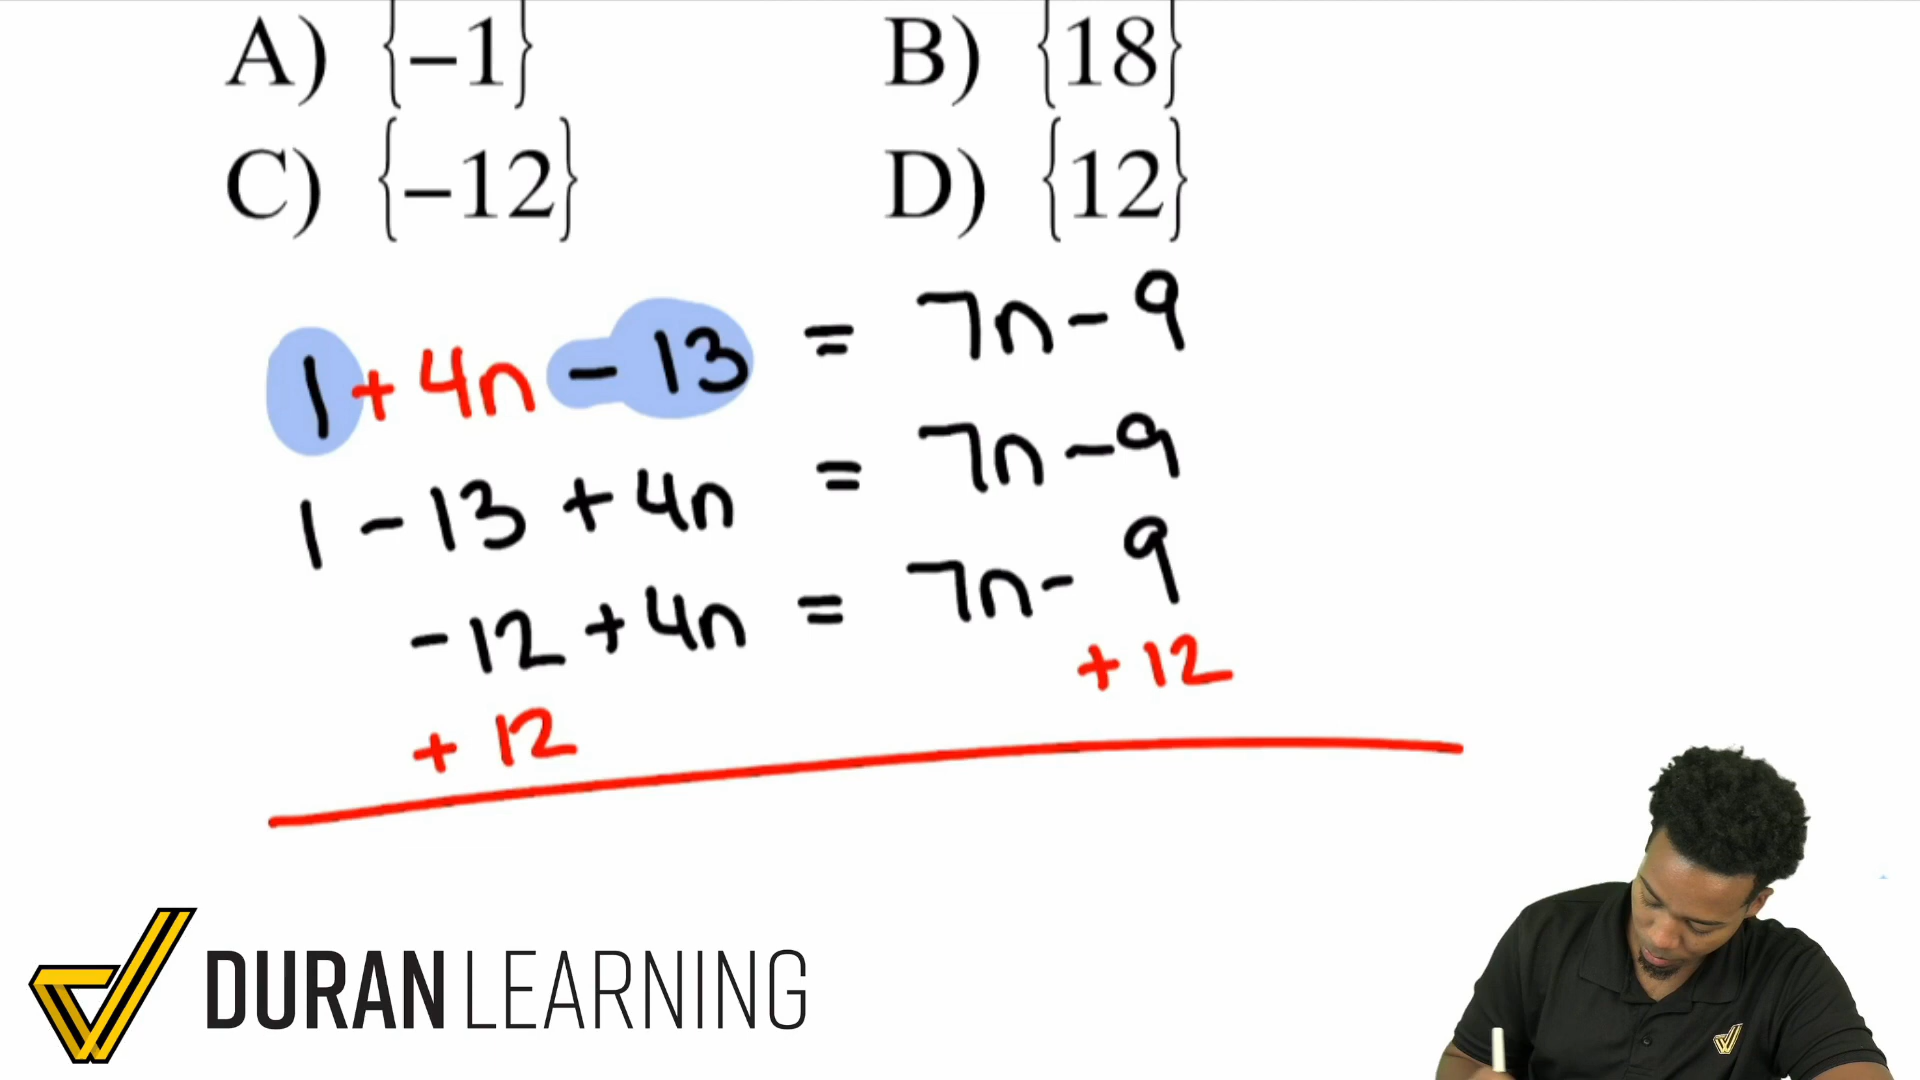 A) {−1} B) {18}
C) {−12} D) {12}
1 + 4n − 13 = 7n − 9
1 − 13 + 4n = 7n − 9
−12 + 4n = 7n − 9
+ 12 + 12
DURAN LEARNING